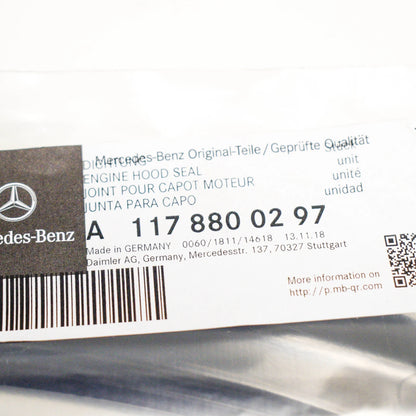 Mercedes-Benz Original-Teile/Geprüfte Qualität
DICHTUNG
ENGINE HOOD SEAL unit
JOINT POUR CAPOT MOTEUR unité
JUNTA PARA CAPO unidad
edes-Benz
A 117 880 02 97
Made in GERMANY 0060/1811/14618 13.11.18
Daimler AG, Germany, Mercedesstr. 137, 70327 Stuttgart
More information on
http://p.mb-qr.com